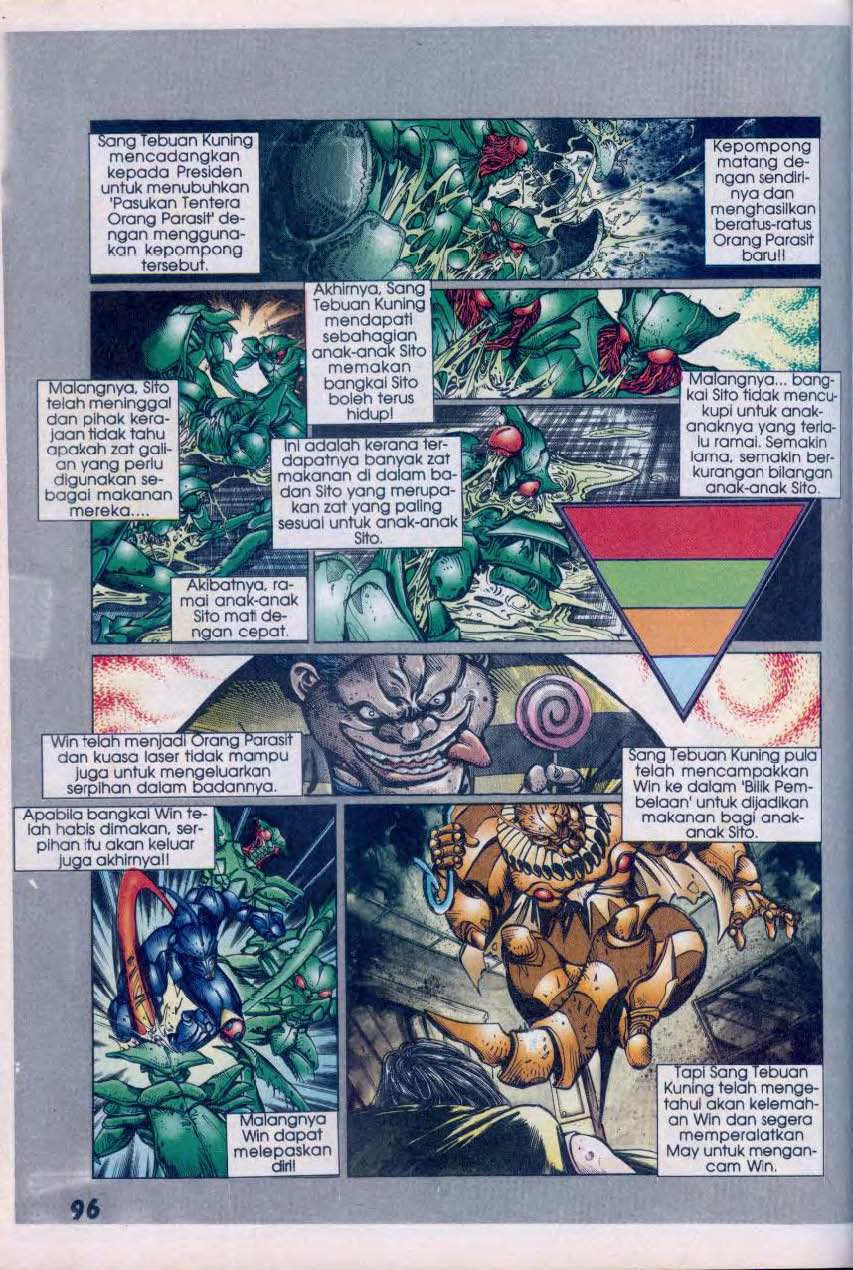 Sang Tebuan Kuning
mencadangkan
kepada Presiden
untuk menubuhkan
'Pasukan Tentera
Orang Parasit' de-
ngan mengguna-
kan kepompong
tersebut.
Kepompong
matang de-
ngan sendiri-
nya dan
menghasilkan
beratus-ratus
Orang Parasit
baru!!
Malangnya, Sito
telah meninggal
dan pihak kera-
jaan tidak tahu
apakah zat gali-
an yang perlu
digunakan se-
bagai makanan
mereka....
Akibatnya, ra-
mai anak-anak
Sito mati de-
ngan cepat.
Akhirnya, Sang
Tebuan Kuning
mendapati
sebahagian
anak-anak Sito
memakan
bangkai Sito
boleh terus
hidup!
Ini adalah kerana ter-
dapatnya banyak zat
makanan di dalam ba-
dan Sito yang merupa-
kan zat yang paling
sesuai untuk anak-anak
Sito.
Malangnya... bang-
kai Sito tidak mencu-
kupi untuk anak-
anaknya yang terla-
lu ramai. Semakin
lama, semakin ber-
kurangan bilangan
anak-anak Sito.
Win telah menjadi Orang Parasit
dan kuasa laser tidak mampu
juga untuk mengeluarkan
serpihan dalam badannya.
Sang Tebuan Kuning pula
telah mencampakkan
Win ke dalam 'Bilik Pem-
belaan' untuk dijadikan
makanan bagi anak-
anak Sito.
Apabila bangkai Win te-
lah habis dimakan, ser-
pihan itu akan keluar
juga akhirnya!!
Malangnya
Win dapat
melepaskan
diri!
Tapi Sang Tebuan
Kuning telah menge-
tahui akan kelemah-
an Win dan segera
memperalatkan
May untuk mengan-
cam Win.
96